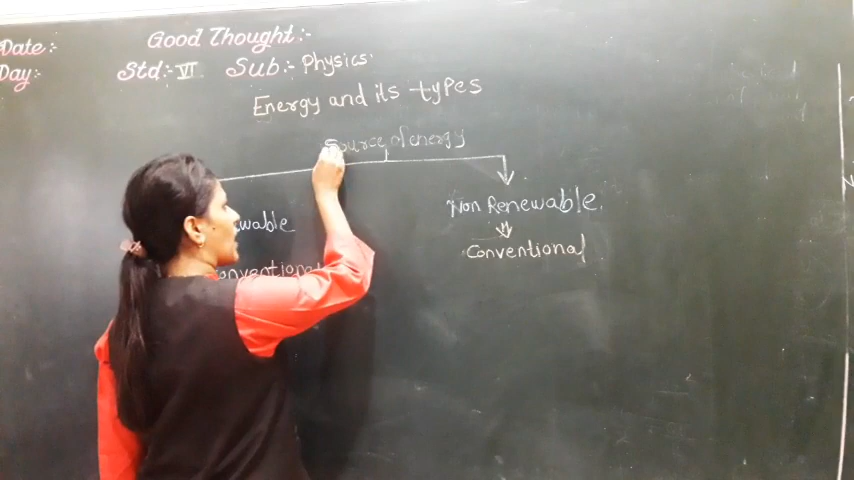 Date:- Good Thought:-
Day:- Std:- VI Sub:- Physics
Energy and its types
Source of energy
wable Non Renewable.
onventional Conventional